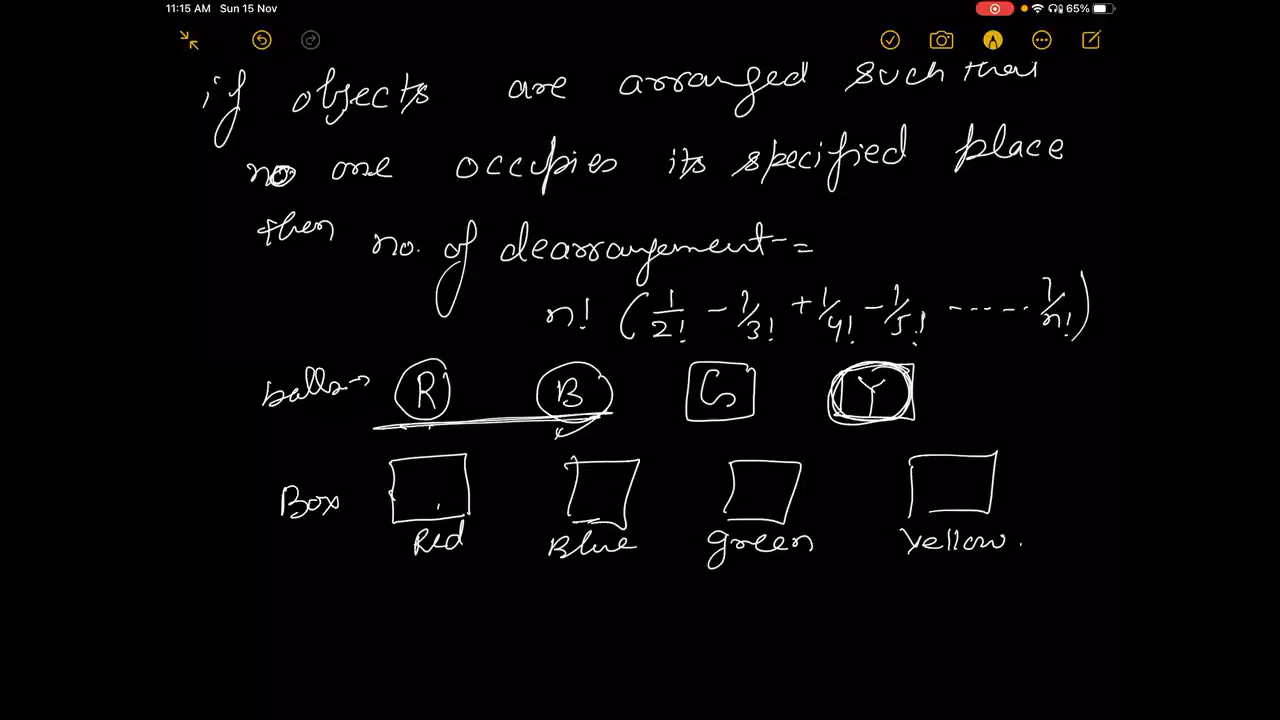 11:15 AM Sun 15 Nov 65%
if objects are arranged such that
no one occupies its specified place
then no. of dearrangement =
n! (1/2! - 1/3! + 1/4! - 1/5! ------- 1/n!)
balls→ R B G Y
Box
Red Blue green Yellow.